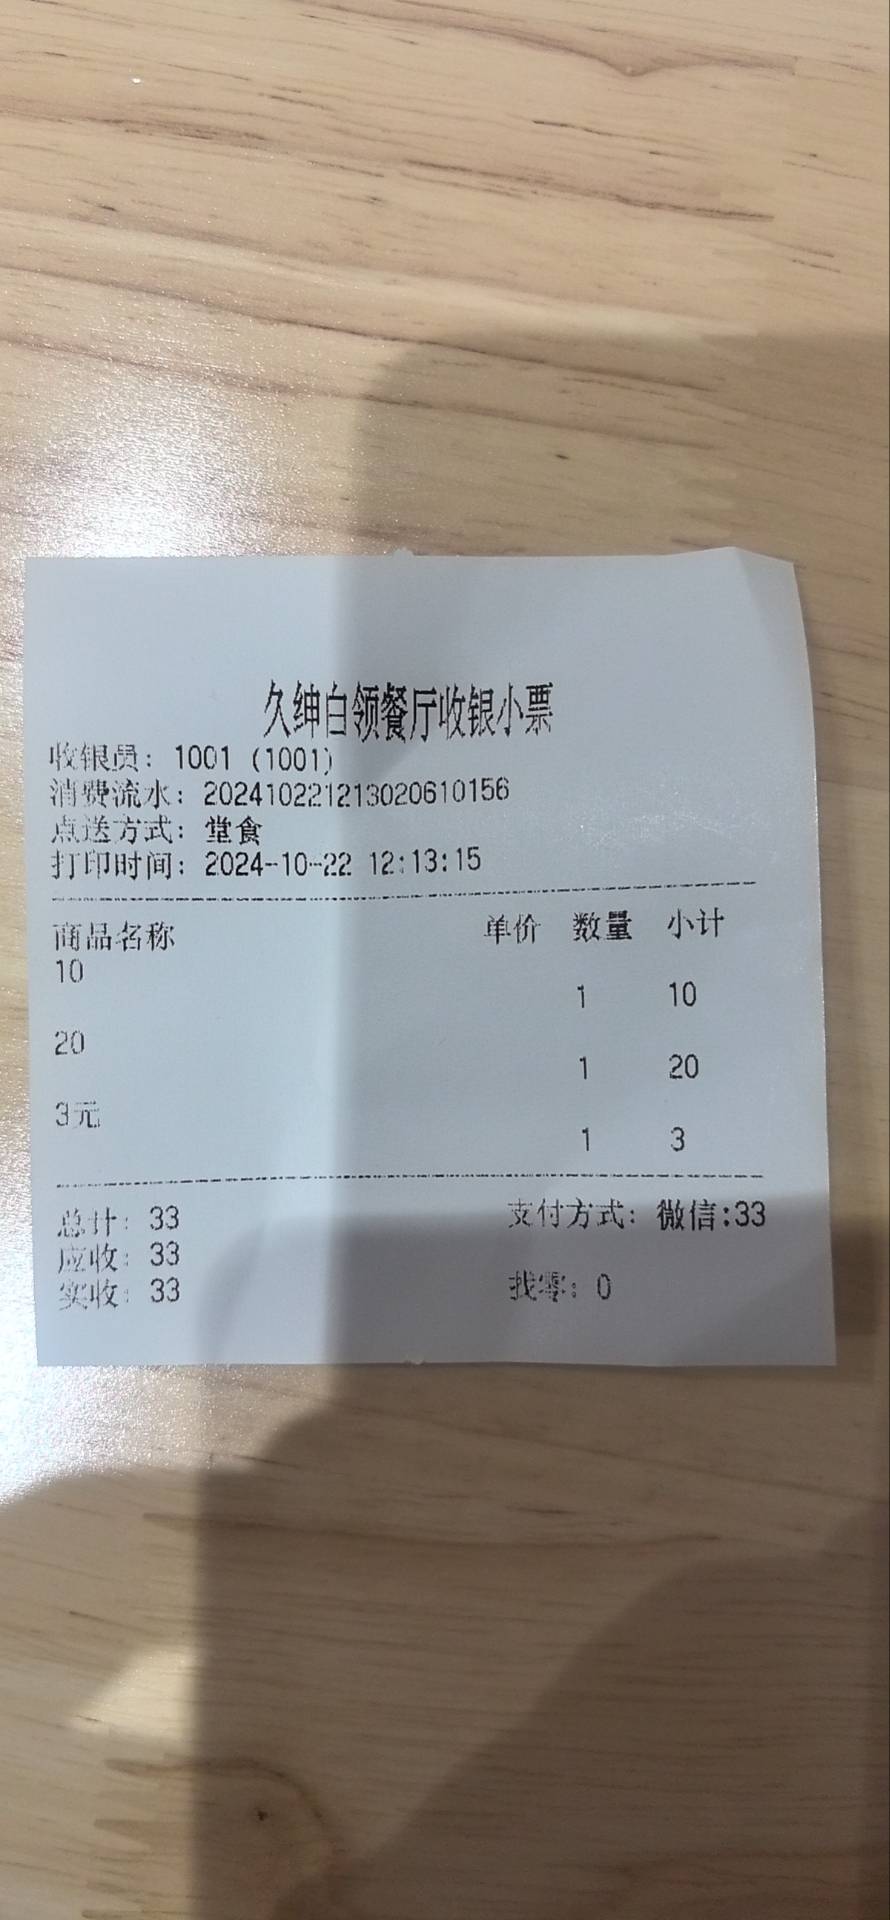 久绅白领餐厅收银小票
收银员：1001 (1001)
消费流水：2024102212130206​10156
点送方式：堂食
打印时间：2024-10-22 12:13:15
商品名称 单价 数量 小计
10
1 10
20
1 20
3元
1 3
总计：33 支付方式：微信:33
应收：33
实收：33 找零：0